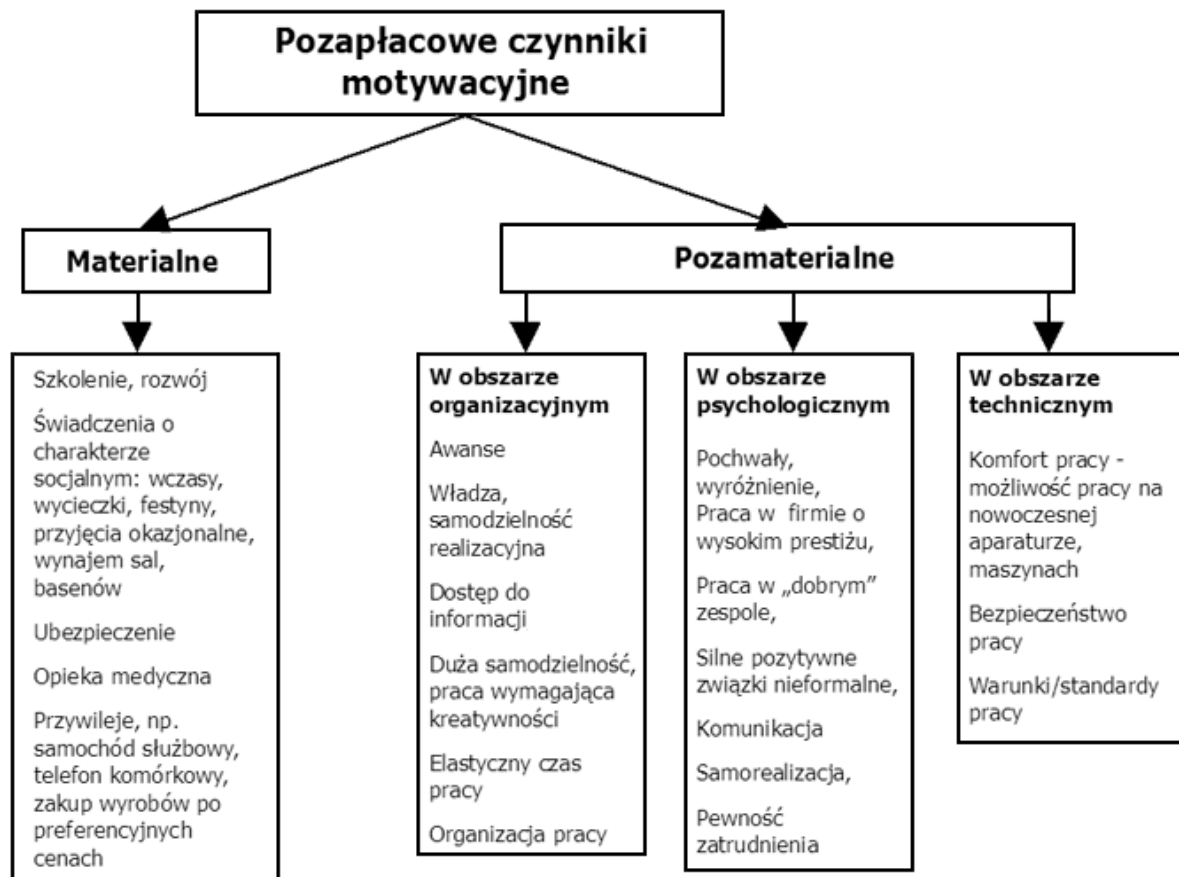 Pozapłacowe czynniki
motywacyjne
Materialne
Pozamaterialne
Szkolenie, rozwój
Świadczenia o
charakterze
socjalnym: wczasy,
wycieczki, festyny,
przyjęcia okazjonalne,
wynajem sal,
basenów
Ubezpieczenie
Opieka medyczna
Przywileje, np.
samochód służbowy,
telefon komórkowy,
zakup wyrobów po
preferencyjnych
cenach
W obszarze
organizacyjnym
Awanse
Władza,
samodzielność
realizacyjna
Dostęp do
informacji
Duża samodzielność,
praca wymagająca
kreatywności
Elastyczny czas
pracy
Organizacja pracy
W obszarze
psychologicznym
Pochwały,
wyróżnienie,
Praca w firmie o
wysokim prestiżu,
Praca w „dobrym”
zespole,
Silne pozytywne
związki nieformalne,
Komunikacja
Samorealizacja,
Pewność
zatrudnienia
W obszarze
technicznym
Komfort pracy -
możliwość pracy na
nowoczesnej
aparaturze,
maszynach
Bezpieczeństwo
pracy
Warunki/standardy
pracy